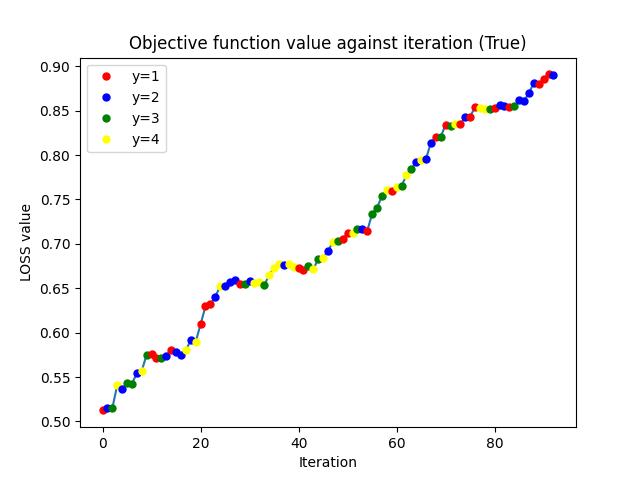 Objective function value against iteration (True)
0.90
0.85
0.80
0.75
0.70
0.65
0.60
0.55
0.50
LOSS value
y=1
y=2
y=3
y=4
0 20 40 60 80
Iteration